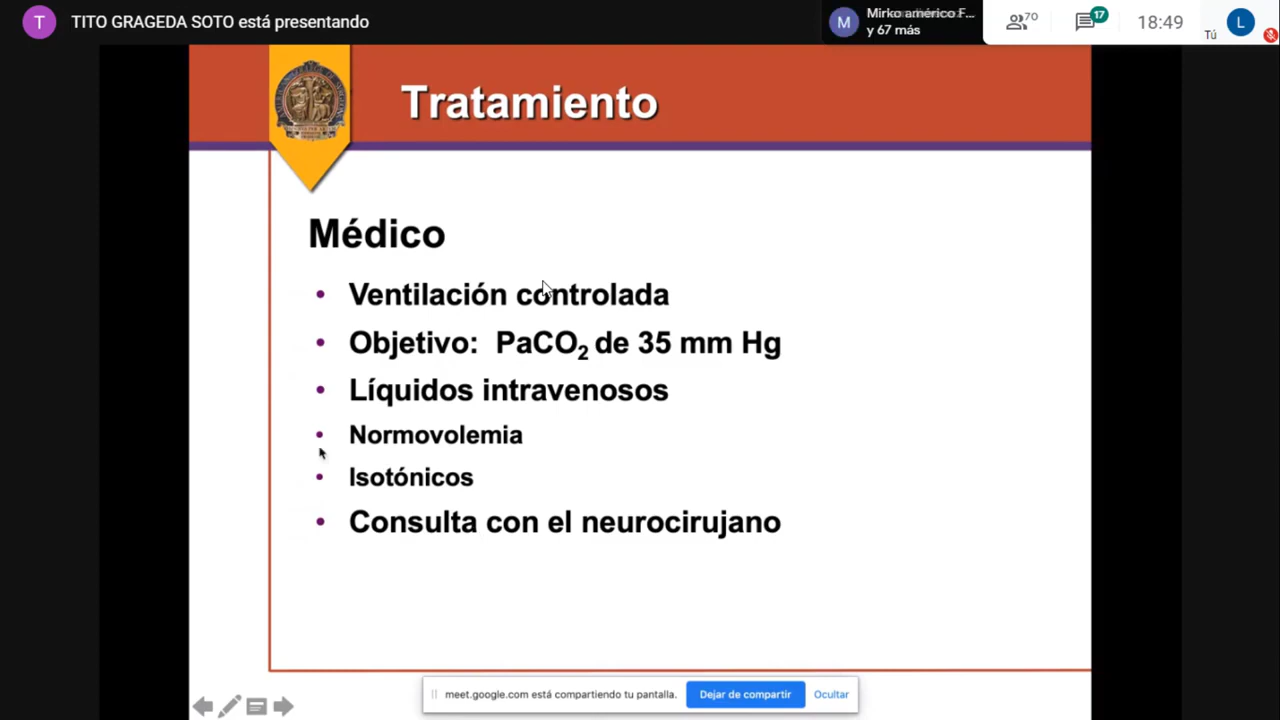 T
TITO GRAGEDA SOTO está presentando
M
Mirko américo F...
y 67 más
70
17
18:49
Tú
L
Tratamiento
Médico
• Ventilación controlada
• Objetivo: PaCO₂ de 35 mm Hg
• Líquidos intravenosos
• Normovolemia
• Isotónicos
• Consulta con el neurocirujano
meet.google.com está compartiendo tu pantalla.
Dejar de compartir
Ocultar